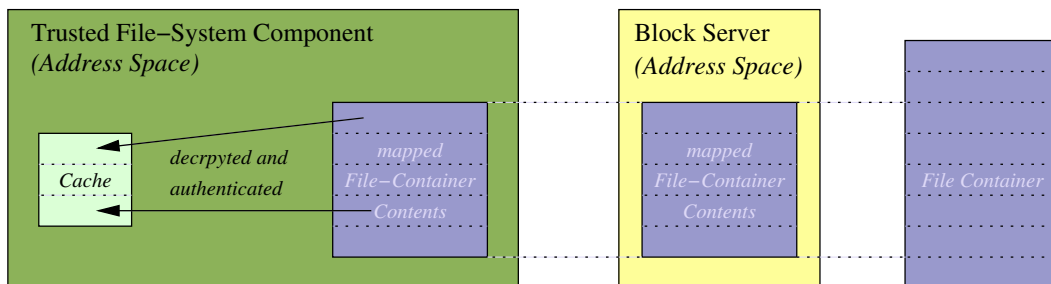 Trusted File−System Component
(Address Space)
decrpyted and
authenticated
Cache
mapped
File−Container
Contents
Block Server
(Address Space)
mapped
File−Container
Contents
File Container